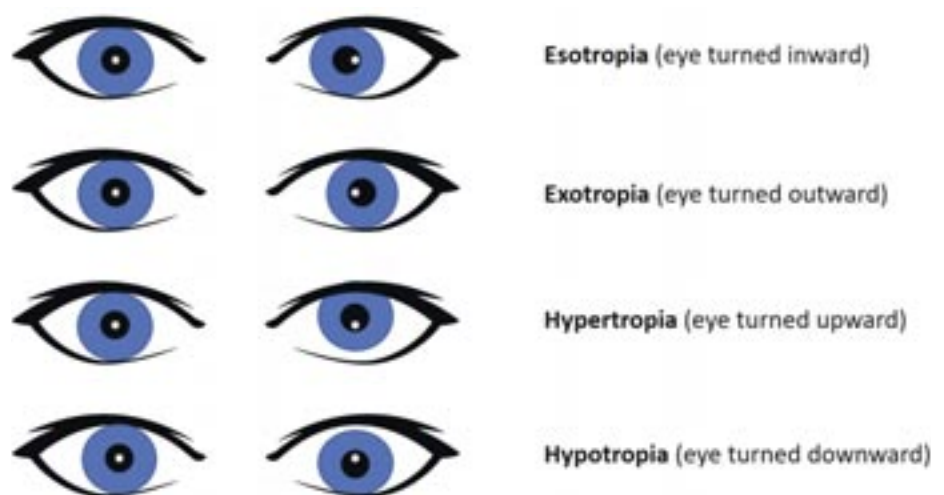 Esotropia (eye turned inward)
Exotropia (eye turned outward)
Hypertropia (eye turned upward)
Hypotropia (eye turned downward)